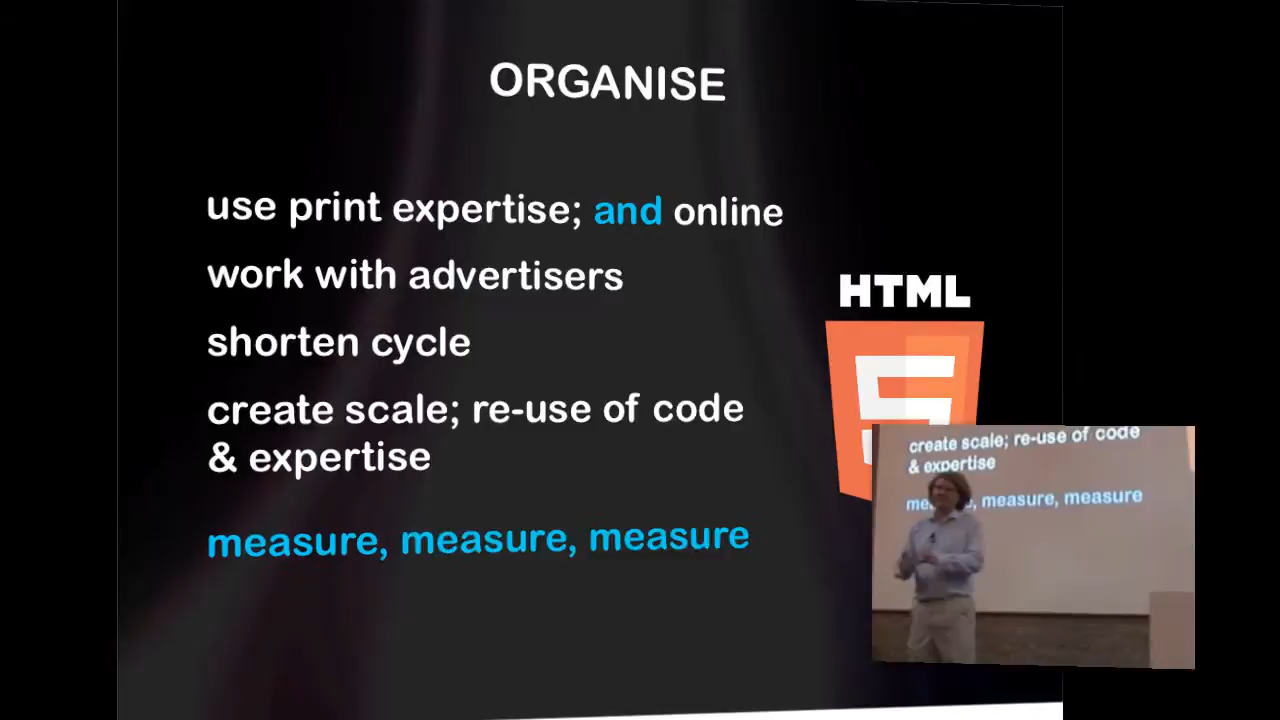 ORGANISE
use print expertise; and online
work with advertisers
shorten cycle
create scale; re-use of code
& expertise
measure, measure, measure
HTML
5
create scale; re-use of code
& expertise
measure, measure